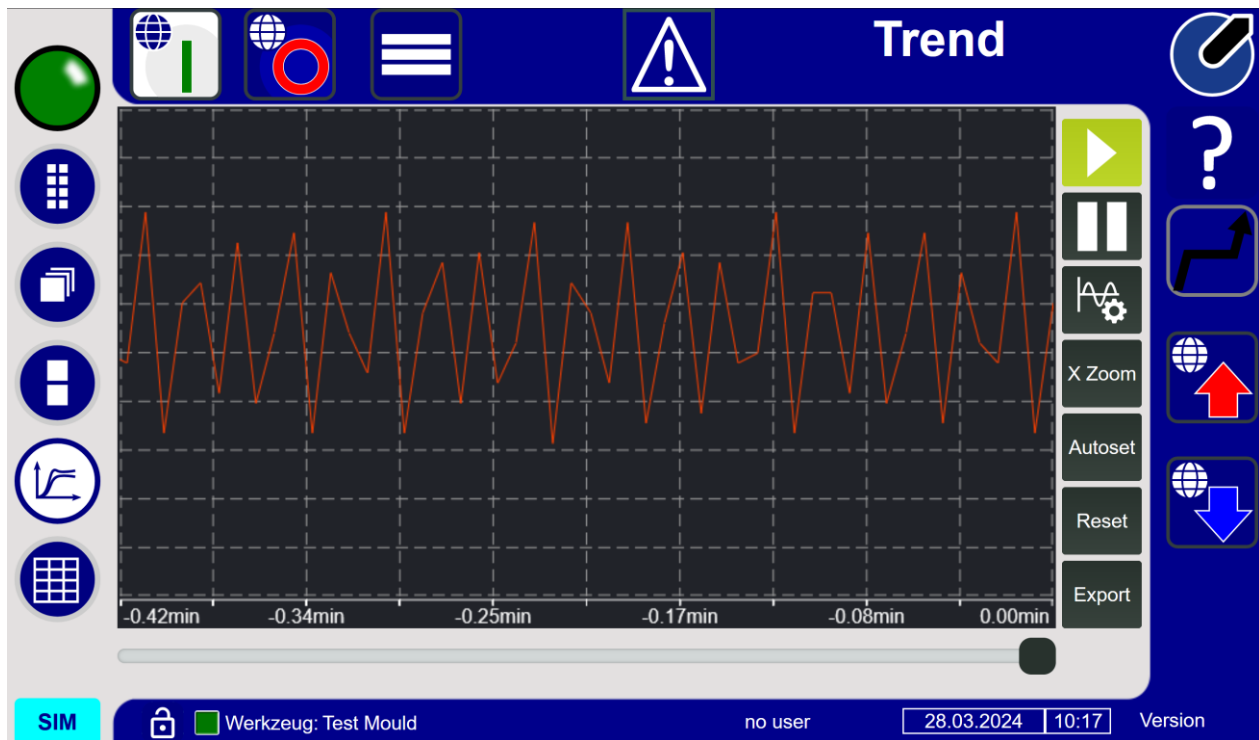 Trend
?
X Zoom
Autoset
Reset
Export
-0.42min -0.34min -0.25min -0.17min -0.08min 0.00min
SIM Werkzeug: Test Mould no user 28.03.2024 10:17 Version